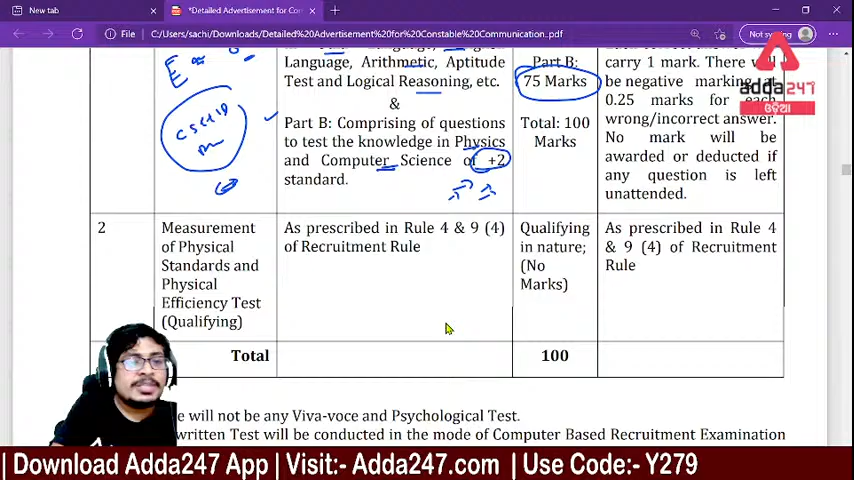 New tab
*Detailed Advertisement for Con
File
C:/Users/sachi/Downloads/Detailed%20Advertisement%20for%20Constable%20Communication.pdf
Not syncing
Language, Arithmetic, Aptitude
Test and Logical Reasoning, etc.
&
Part B: Comprising of questions
to test the knowledge in Physics
and Computer Science of +2
standard.
Part B:
75 Marks
Total: 100
Marks
carry 1 mark. There will
be negative marking at
0.25 marks for each
wrong/incorrect answer.
No mark will be
awarded or deducted if
any question is left
unattended.
adda247
ଓଡ଼ିଆ
2
Measurement
of Physical
Standards and
Physical
Efficiency Test
(Qualifying)
As prescribed in Rule 4 & 9 (4)
of Recruitment Rule
Qualifying
in nature;
(No
Marks)
As prescribed in Rule 4
& 9 (4) of Recruitment
Rule
Total
100
e will not be any Viva-voce and Psychological Test.
written Test will be conducted in the mode of Computer Based Recruitment Examination
| Download Adda247 App | Visit:- Adda247.com | Use Code:- Y279